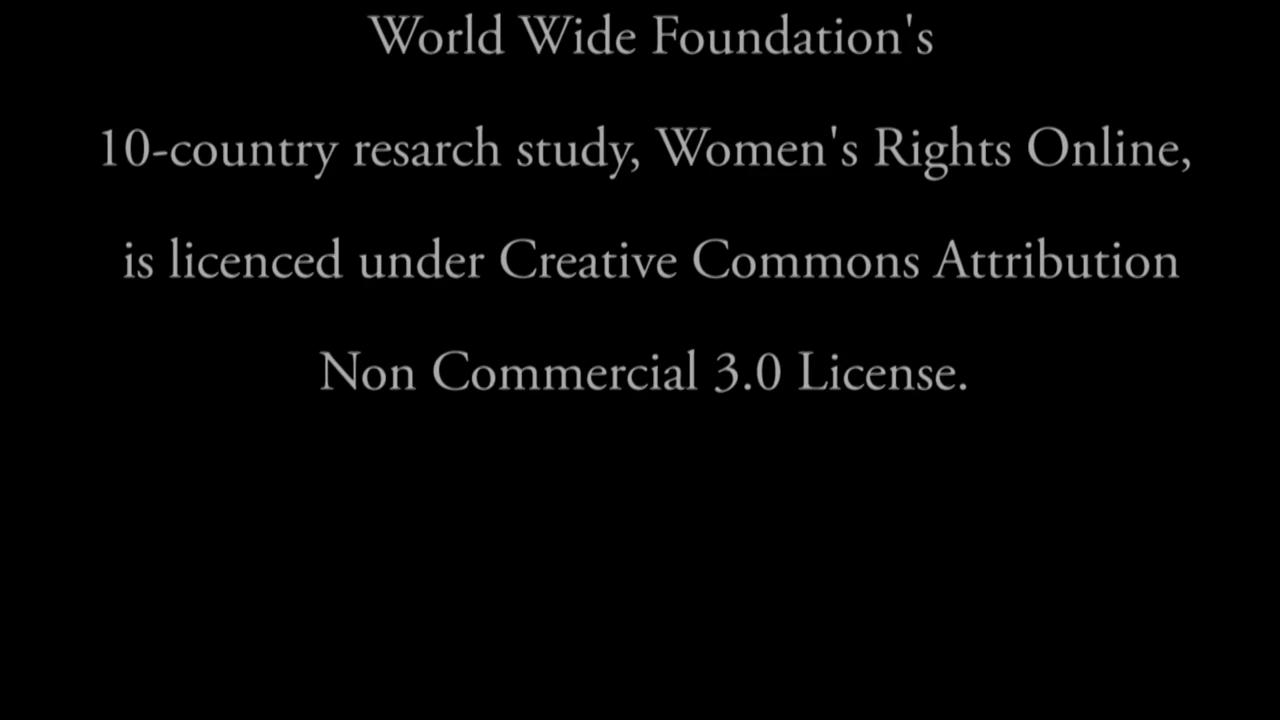 World Wide Foundation's
10-country resarch study, Women's Rights Online,
is licenced under Creative Commons Attribution
Non Commercial 3.0 License.